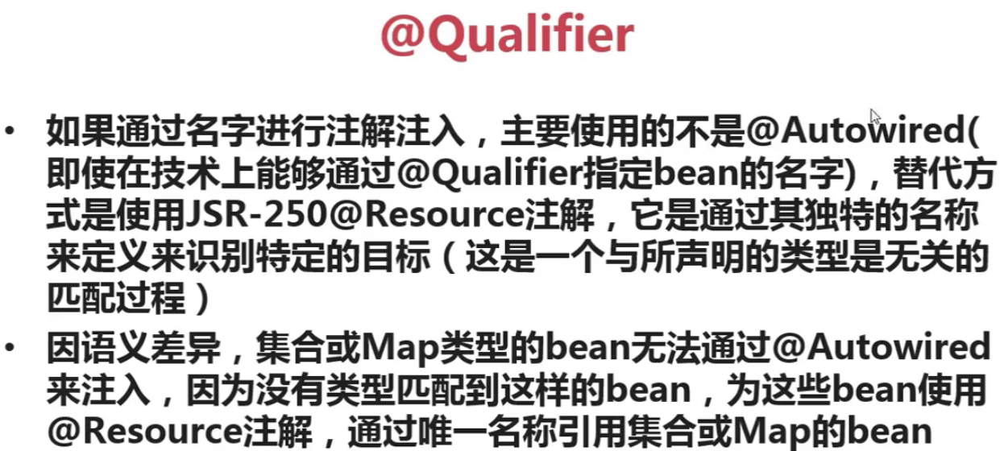 @Qualifier
• 如果通过名字进行注解注入，主要使用的不是@Autowired(
即使在技术上能够通过@Qualifier指定bean的名字)，替代方
式是使用JSR-250@Resource注解，它是通过其独特的名称
来定义来识别特定的目标（这是一个与所声明的类型是无关的
匹配过程）
• 因语义差异，集合或Map类型的bean无法通过@Autowired
来注入，因为没有类型匹配到这样的bean，为这些bean使用
@Resource注解，通过唯一名称引用集合或Map的bean